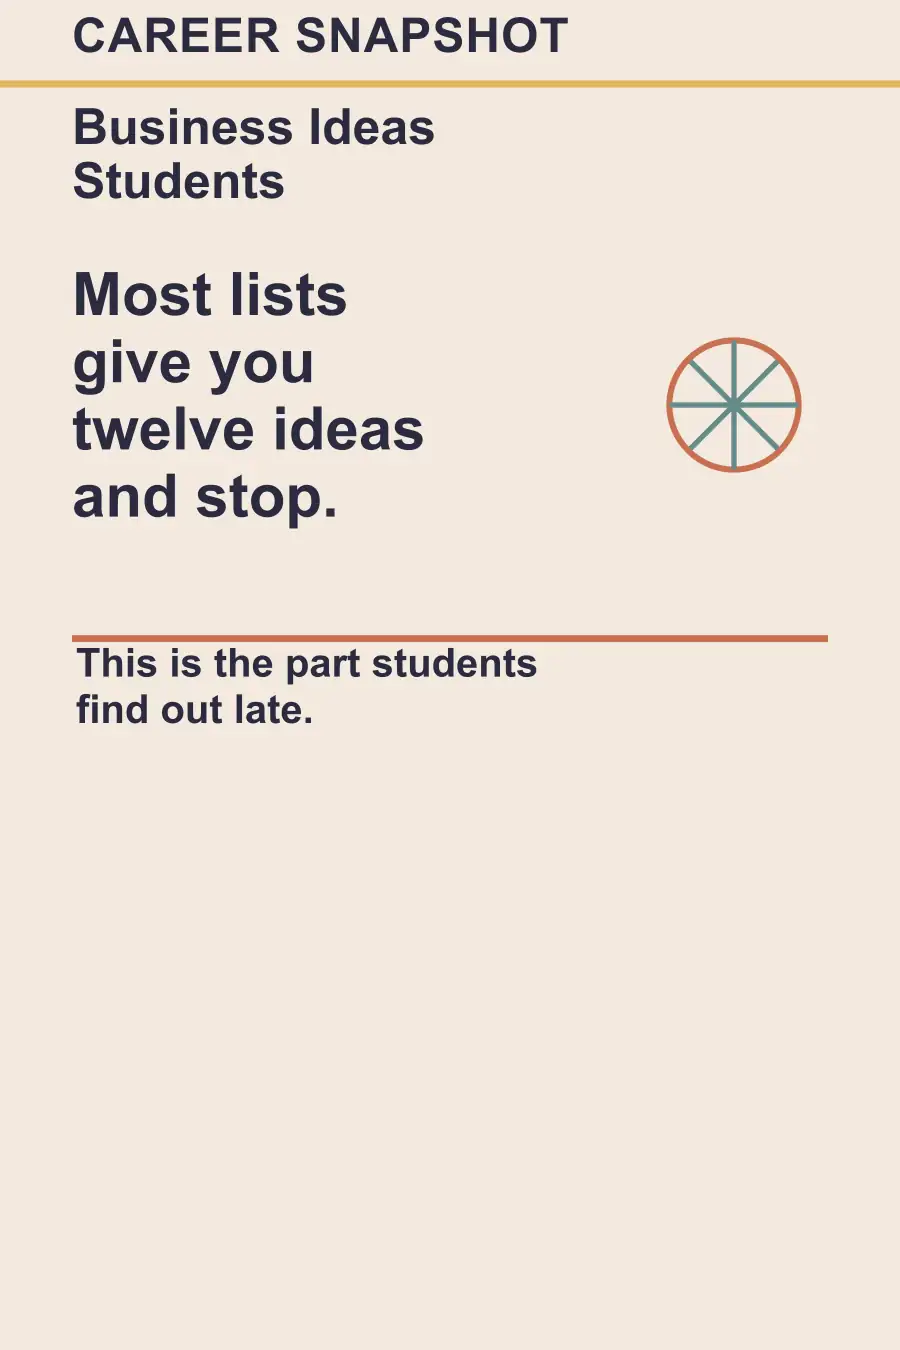 CAREER SNAPSHOT
Business Ideas
Students
Most lists
give you
twelve ideas
and stop.
This is the part students
find out late.